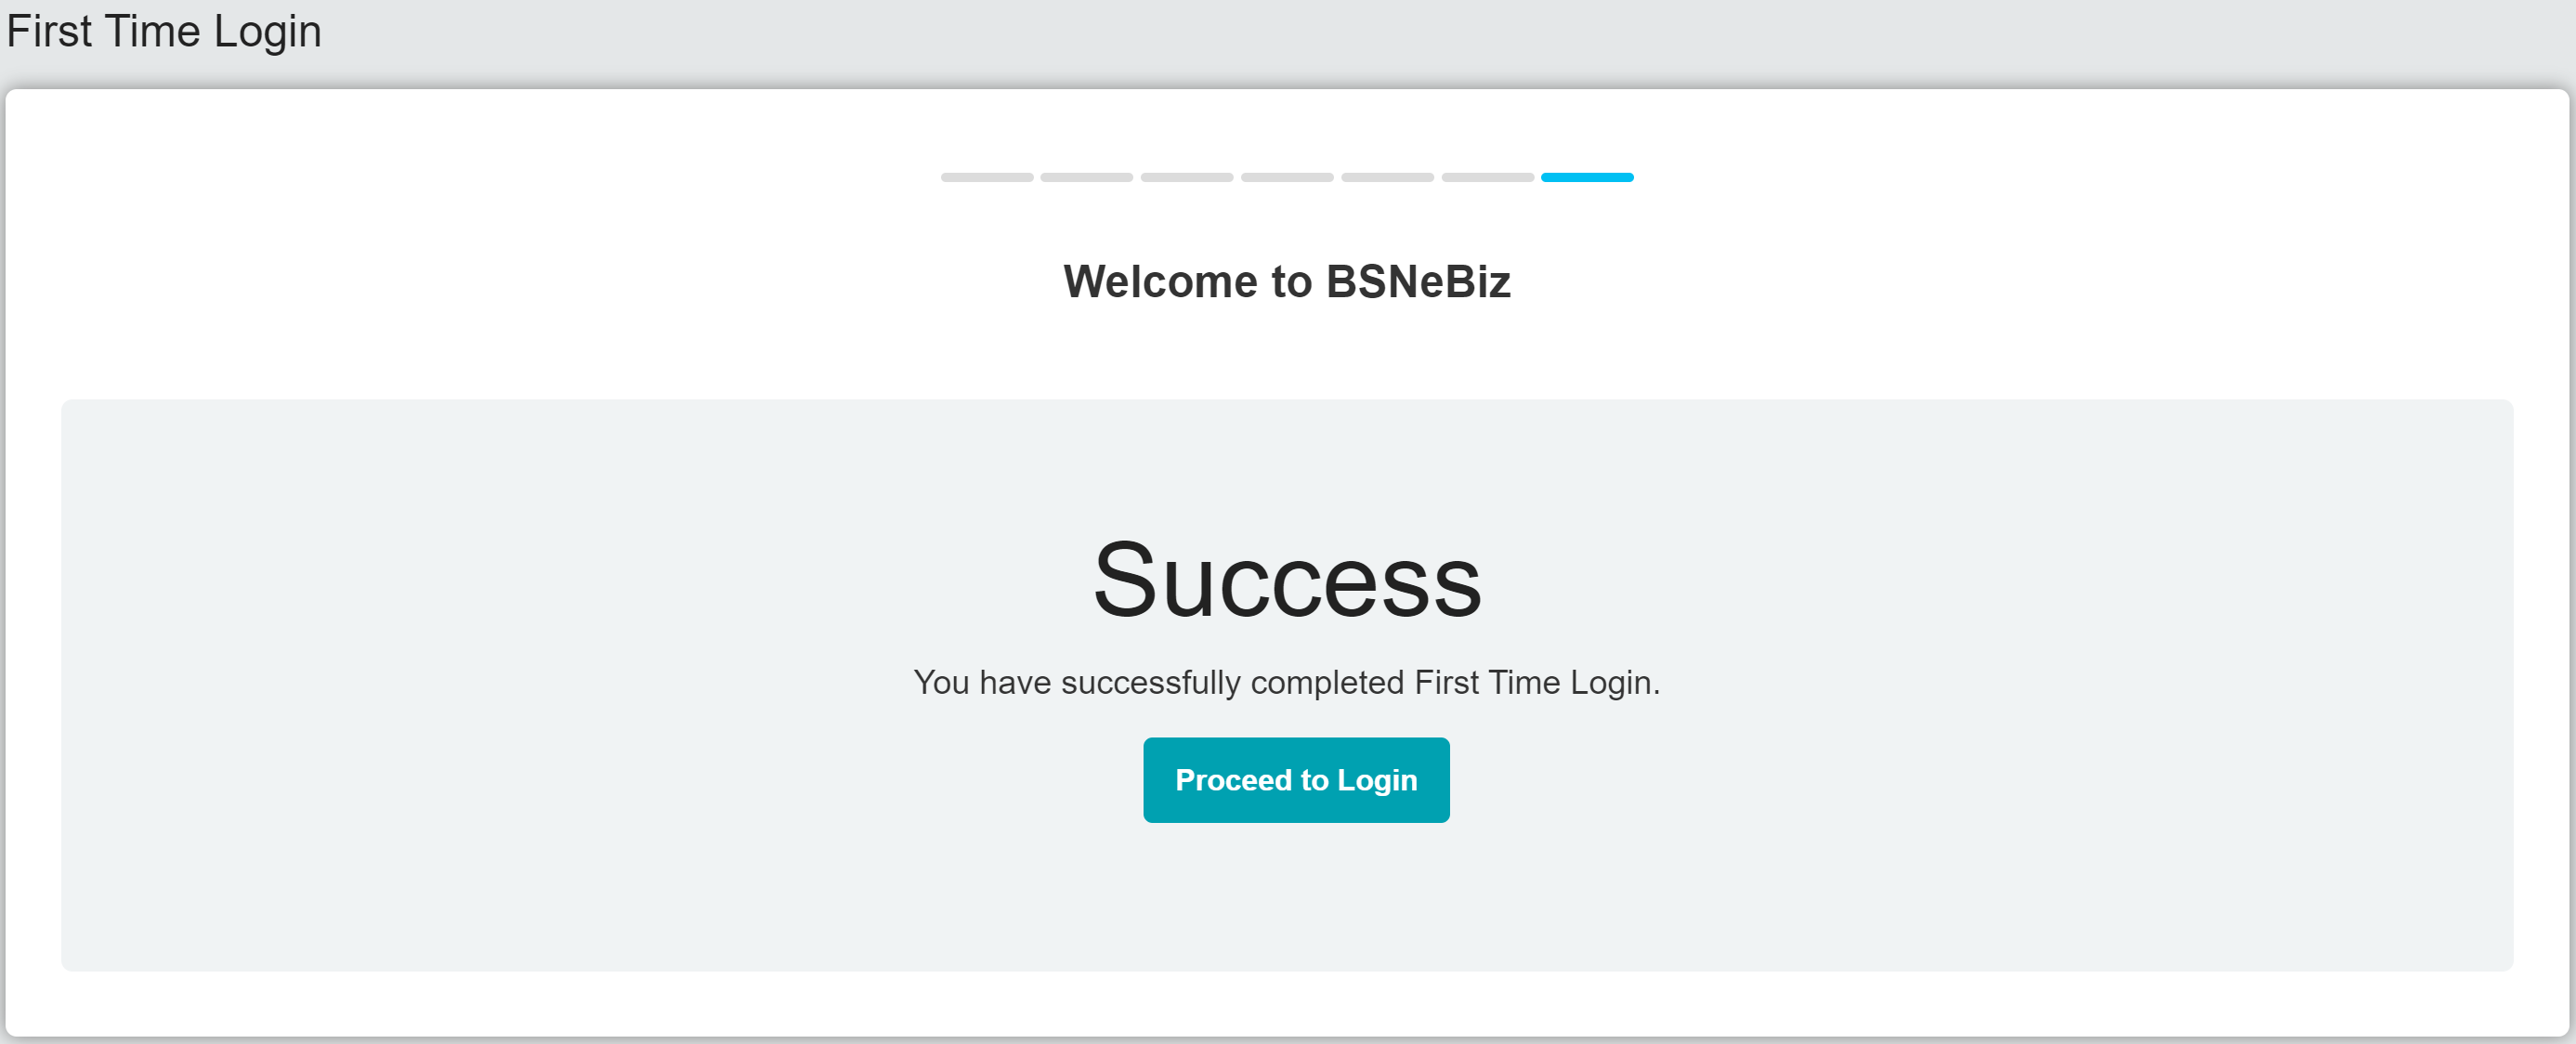 First Time Login
Welcome to BSNeBiz
Success
You have successfully completed First Time Login.
Proceed to Login